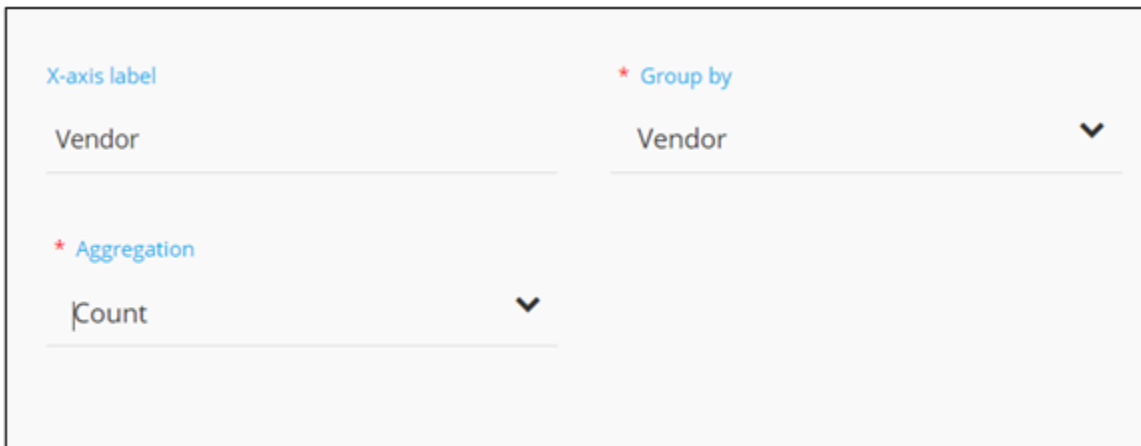 X-axis label
* Group by
Vendor
Vendor
* Aggregation
Count